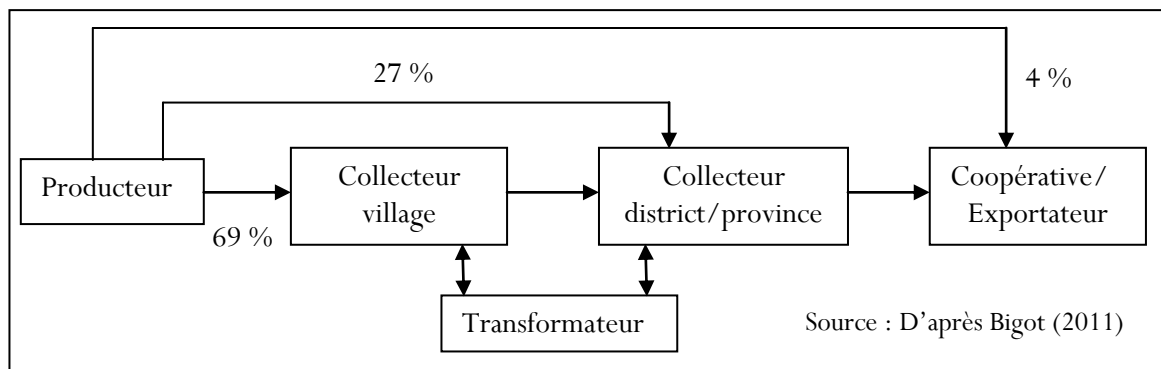 27 %
4 %
Producteur
69 %
Collecteur
village
Collecteur
district/province
Coopérative/
Exportateur
Transformateur
Source : D’après Bigot (2011)